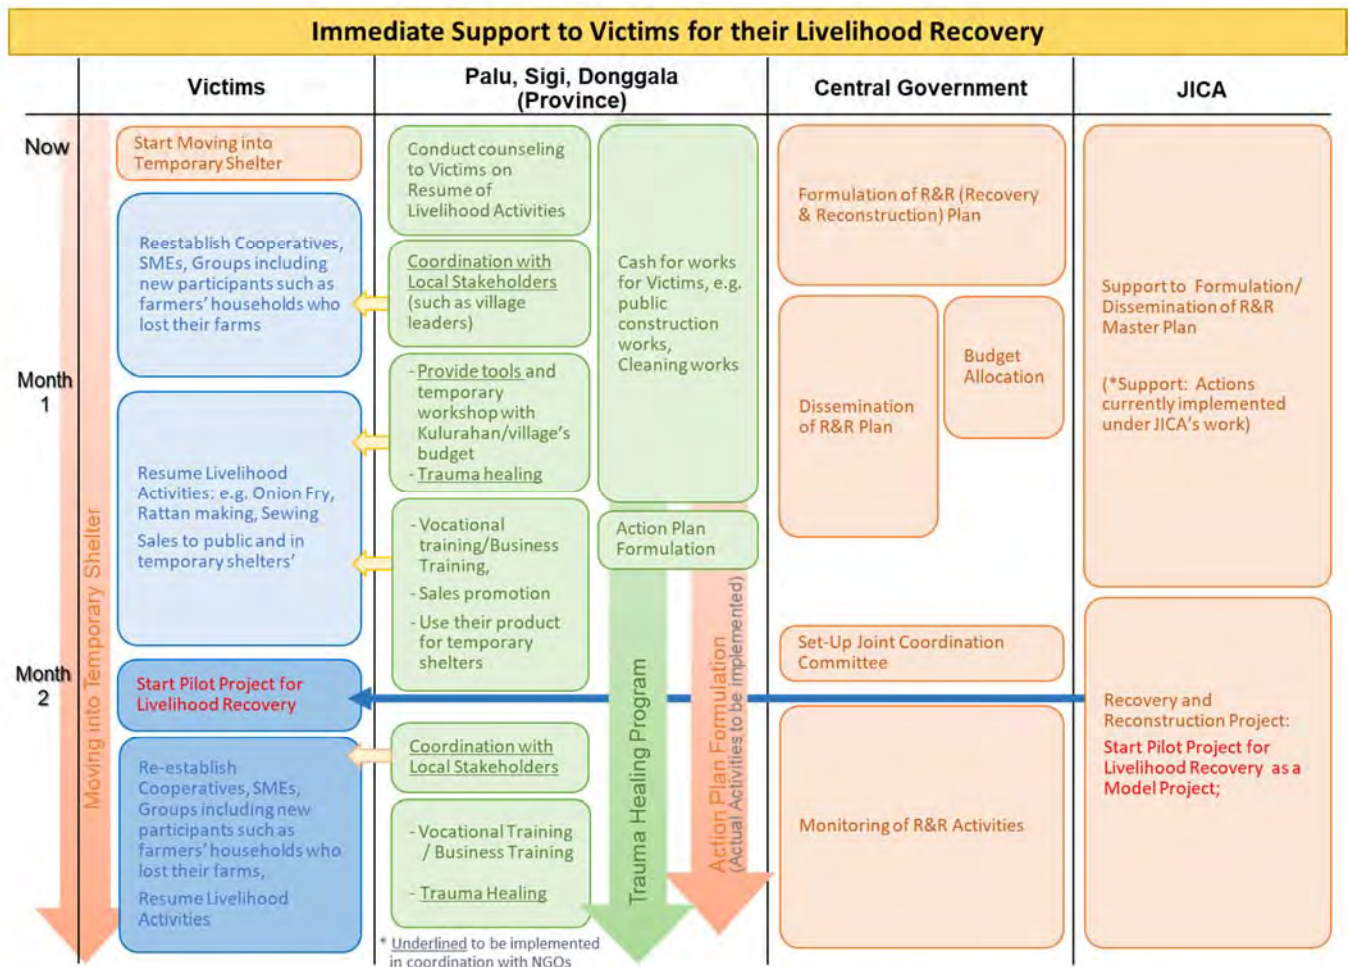 Immediate Support to Victims for their Livelihood Recovery
Victims
Palu, Sigi, Donggala
(Province)
Central Government
JICA
Now
Month
1
Month
2
Moving into Temporary Shelter
Start Moving into
Temporary Shelter
Reestablish Cooperatives,
SMEs, Groups including
new participants such as
farmers' households who
lost their farms
Resume Livelihood
Activities: e.g. Onion Fry,
Rattan making, Sewing
Sales to public and in
temporary shelters'
Start Pilot Project for
Livelihood Recovery
Re-establish
Cooperatives, SMEs,
Groups including new
participants such as
farmers' households who
lost their farms,
Resume Livelihood
Activities
Conduct counseling
to Victims on
Resume of
Livelihood Activities
Coordination with
Local Stakeholders
(such as village
leaders)
- Provide tools and
temporary
workshop with
Kulurahan/village's
budget
- Trauma healing
- Vocational
training/Business
Training,
- Sales promotion
- Use their product
for temporary
shelters
Coordination with
Local Stakeholders
- Vocational Training
/ Business Training
- Trauma Healing
* Underlined to be implemented
in coordination with NGOs
Cash for works
for Victims, e.g.
public
construction
works,
Cleaning works
Action Plan
Formulation
Trauma Healing Program
Action Plan Formulation
(Actual Activities to be implemented)
Formulation of R&R (Recovery
& Reconstruction) Plan
Dissemination
of R&R Plan
Budget
Allocation
Set-Up Joint Coordination
Committee
Monitoring of R&R Activities
Support to Formulation/
Dissemination of R&R
Master Plan
(*Support: Actions
currently implemented
under JICA's work)
Recovery and
Reconstruction Project:
Start Pilot Project for
Livelihood Recovery as a
Model Project;